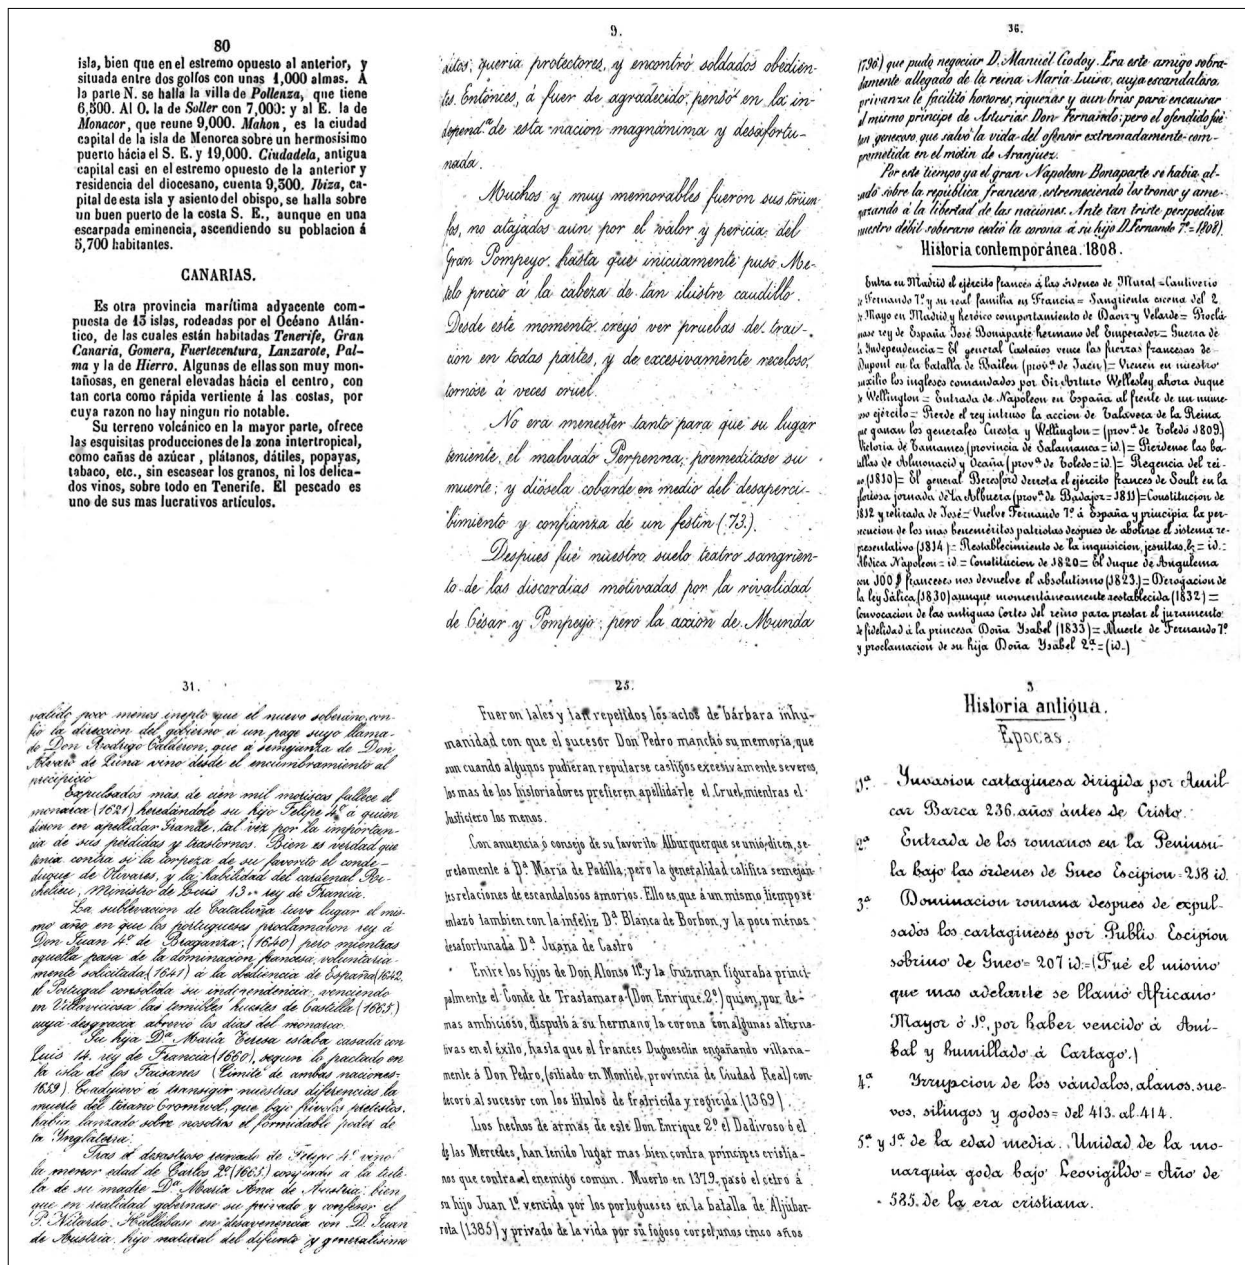 80
isla, bien que en el estremo opuesto al anterior, y
situada entre dos golfos con unas 1,000 almas. A
la parte N. se halla la villa de Pollenza, que tiene
6,500. Al O. la de Soller con 7,000: y al E. la de
Monacor, que reune 9,000. Mahon, es la ciudad
capital de la isla de Menorca sobre un hermosísimo
puerto hácia el S. E. y 19,000. Ciudadela, antigua
capital casi en el estremo opuesto de la anterior y
residencia del diocesano, cuenta 9,500. Ibiza, ca-
pital de esta isla y asiento del obispo, se halla sobre
un buen puerto de la costa S. E., aunque en una
escarpada eminencia, ascendiendo su poblacion á
5,700 habitantes.
CANARIAS.
Es otra provincia marítima adyacente com-
puesta de 13 islas, rodeadas por el Océano Atlán-
tico, de las cuales están habitadas Tenerife, Gran
Canaria, Gomera, Fuerteventura, Lanzarote, Pal-
ma y la de Hierro. Algunas de ellas son muy mon-
tañosas, en general elevadas hácia el centro, con
tan corta como rápida vertiente á las costas, por
cuya razon no hay ningun rio notable.
Su terreno volcánico en la mayor parte, ofrece
las esquisitas producciones de la zona intertropical,
como cañas de azúcar , plátanos, dátiles, popayas,
tabaco, etc., sin escasear los granos, ni los delica-
dos vinos, sobre todo en Tenerife. El pescado es
uno de sus mas lucrativos artículos.
9.
queria protectores, y encontró soldados obedien-
tes. Entónces, á fuer de agradecido, pensó en la in-
depend.ª de esta nacion magnánima y desafortu-
nada.
Muchos y muy memorables fueron sus triun-
fos, no atajados aun por el valor y pericia del
Gran Pompeyo, hasta que inicuamente puso Me-
telo precio á la cabeza de tan ilustre caudillo.
Desde este momento creyó ver pruebas de trai-
cion en todas partes, y de excesivamente receloso,
tornóse á veces cruel.
No era menester tanto para que su lugar
teniente, el malvado Perpenna, premeditase su
muerte; y diósela cobarde en medio del desaperci-
bimiento y confianza de un festin (73.)
Despues fué nuestro suelo teatro sangrien-
to de las discordias motivadas por la rivalidad
de César y Pompeyo; pero la accion de Munda
36.
1796) que pudo negociar D. Manuel Godoy. Era este amigo sobra-
damente allegado de la reina Maria Luisa, cuya escandalosa
privanza le facilitó honores, riquezas y aun brios para encausar
al mismo príncipe de Asturias Don Fernando: pero el ofendido fué
tan generoso que salvó la vida del ofensor extremadamente com-
prometida en el motin de Aranjuez.
Por este tiempo ya el gran Napoleon Bonaparte se habia al-
zado sobre la república francesa, estremeciendo los tronos y ame-
nazando á la libertad de las naciones. Ante tan triste perspectiva
nuestro débil soberano cedió la corona á su hijo D. Fernando 7.º = 1808).
Historia contemporánea. 1808.
Entra en Madrid el ejército francés á las órdenes de Murat = Cautiverio
de Fernando 7.º y su real familia en Francia = Sangrienta escena del 2
de Mayo en Madrid y heróico comportamiento de Daoiz y Velarde = Proclá-
mase rey de España José Bonaparte hermano del Emperador = Guerra de
la Independencia = El general Castaños vence las fuerzas francesas de
Dupont en la batalla de Bailen (prov.ª de Jaen) = Vienen en nuestro
auxilio los ingleses comandados por Sir Arturo Wellesley ahora duque
de Wellington = Entrada de Napoleon en España al frente de un nume-
roso ejército = Pierde el rey intruso la accion de Talavera de la Reina
que ganan los generales Cuesta y Wellington = (prov.ª de Toledo 1809.)
Victoria de Tamames (provincia de Salamanca = id.) = Piérdense las ba-
tallas de Almonacid y Ocaña (prov.ª de Toledo = id.) = Regencia del rei-
no (1810) = El general Beresford derrota el ejército frances de Soult en la
gloriosa jornada de la Albuera (prov.ª de Badajoz = 1811) = Constitucion de
1812 y retirada de José = Vuelve Fernando 7.º á España y principia la per-
secucion de los mas beneméritos patriotas despues de abolirse el sistema re-
presentativo (1814) = Restablecimiento de la inquisicion, jesuitas, &= id. =
Abdica Napoleon = id = Constitucion de 1820 = El duque de Angulema
con 100 franceses nos devuelve el absolutismo (1823.) = Derogacion de
la ley Sálica (1830) aunque momentáneamente restablecida (1832) =
Convocacion de las antiguas Cortes del reino para prestar el juramento
de fidelidad á la princesa Doña Ysabel (1833) = Muerte de Fernando 7.º
y proclamacion de su hija Doña Ysabel 2.ª = (id.)
31.
valido poco menos inepto que el nuevo soberano, con-
fió la direccion del gobierno á un page suyo llama-
do Don Rodrigo Calderon, que á semejanza de Don
Alvaro de Luna vino desde el encumbramiento al
precipicio
Expulsados mas de cien mil moriscos fallece el
monarca (1621) heredándole su hijo Felipe 4.º á quien
dieron en apellidar Grande, tal vez por la importan-
cia de sus pérdidas y trastornos. Bien es verdad que
tenia contra si la torpeza de su favorito el conde-
duque de Olivares, y la habilidad del cardenal Ri-
chelieu, Ministro de Luis 13.º rey de Francia.
La sublevacion de Cataluña tuvo lugar el mis-
mo año en que los portugueses proclamaron rey á
Don Juan 4.º de Braganza, (1640) pero mientras
aquella pasa de la dominacion francesa, voluntaria-
mente solicitada, (1641) á la obediencia de España (1642,
el Portugal consolida su independencia, venciendo
en Villaviciosa las temibles huestes de Castilla (1665)
cuya desgracia abrevió los dias del monarca.
Su hija D.ª Maria Teresa estaba casada con
Luis 14. rey de Francia (1660), segun lo pactado en
la isla de los Faisanes (límite de ambas naciones=
1659) Coadyuvó á transigir nuestras diferencias la
muerte del tirano Cromvel, que bajo frívolos pretestos,
habia lanzado sobre nosotros el formidable poder de
la Ynglaterra.
Tras el desastroso reinado de Felipe 4.º vino
la menor edad de Carlos 2.º (1665) confiado á la tute-
la de su madre D.ª Maria Ana de Austria, bien
que en realidad gobernase su privado y confesor el
P. Nitardo. Hallábase en desavenencia con D. Juan
de Austria, hijo natural del difunto y generalísimo
25.
Fueron tales y tan repetidos los actos de bárbara inhu-
manidad con que el sucesor Don Pedro manchó su memoria, que
aun cuando algunos pudieran reputarse castigos excesivamente severos,
los mas de los historiadores prefieren apellidarle el Cruel, mientras el
Justiciero los menos.
Con anuencia ó consejo de su favorito Alburquerque se unió, dicen, se-
cretamente á D.ª Maria de Padilla; pero la generalidad califica semejan-
tes relaciones de escandalosos amorios. Ello es, que á un mismo tiempo se
enlazó tambien con la infeliz D.ª Blanca de Borbon, y la poco ménos
desafortunada D.ª Juana de Castro
Entre los hijos de Don Alonso 11.º y la Guzman figuraba princi-
palmente el Conde de Trastamara (Don Enrique 2.º) quien, por de-
mas ambicioso, disputó á su hermano la corona con algunas alterna-
tivas en el éxito, hasta que el frances Duguesclin engañando villana-
mente á Don Pedro, (sitiado en Montiel, provincia de Ciudad Real) con-
decoró al sucesor con los títulos de fratricida y regicida (1369)
Los hechos de armas de este Don Enrique 2.º el Dadivoso ó el
de las Mercedes, han tenido lugar mas bien contra príncipes cristia-
nos que contra el enemigo comun. Muerto en 1379, pasó el cetro á
su hijo Juan 1.º vencido por los portugueses en la batalla de Aljubar-
rota (1385) y privado de la vida por su fogoso corcel, unos cinco años
3
Historia antigua.
Épocas.
1.ª Ynvasion cartaginesa dirigida por Amil-
car Barca 236. años ántes de Cristo.
2.ª Entrada de los romanos en la Penínsu-
la bajo las órdenes de Gneo Escipion = 218 id.
3.ª Dominacion romana despues de expul-
sados los cartagineses por Publio Escipion
sobrino de Gneo = 207 id = (Fué el mismo
que mas adelante se llamó Africano
Mayor ó 1.º, por haber vencido á Aní-
bal y humillado á Cartago.)
4.ª Yrrupcion de los vándalos, alanos, sue-
vos, silingos y godos = del 413. al 414.
5.ª y 1.ª de la edad media. Unidad de la mo-
narquia goda bajo Leovigildo = Año de
585. de la era cristiana.